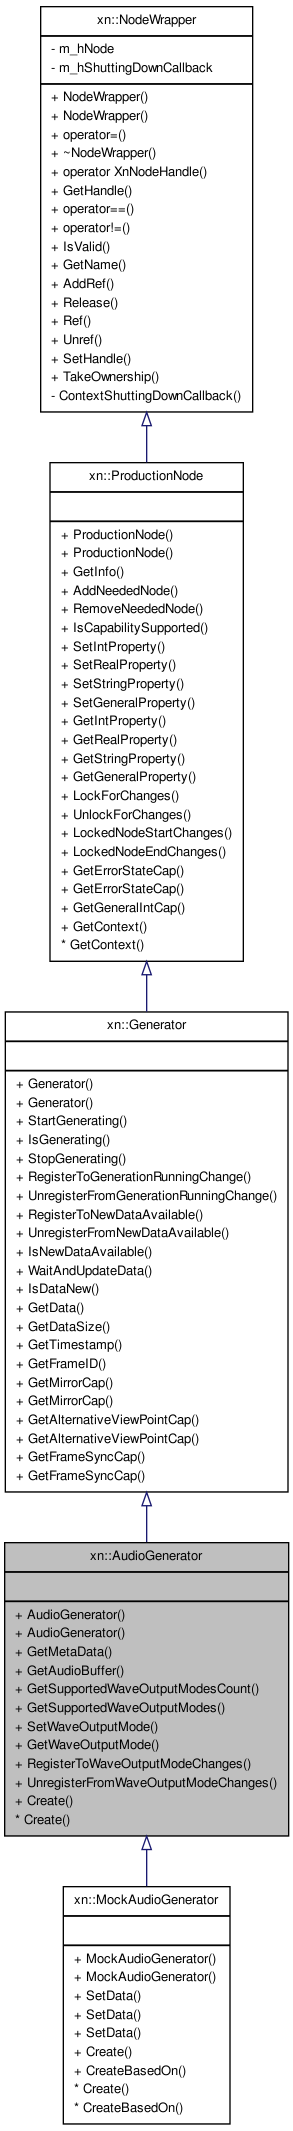 xn::NodeWrapper
- m_hNode
- m_hShuttingDownCallback
+ NodeWrapper()
+ NodeWrapper()
+ operator=()
+ ~NodeWrapper()
+ operator XnNodeHandle()
+ GetHandle()
+ operator==()
+ operator!=()
+ IsValid()
+ GetName()
+ AddRef()
+ Release()
+ Ref()
+ Unref()
+ SetHandle()
+ TakeOwnership()
- ContextShuttingDownCallback()
xn::ProductionNode
+ ProductionNode()
+ ProductionNode()
+ GetInfo()
+ AddNeededNode()
+ RemoveNeededNode()
+ IsCapabilitySupported()
+ SetIntProperty()
+ SetRealProperty()
+ SetStringProperty()
+ SetGeneralProperty()
+ GetIntProperty()
+ GetRealProperty()
+ GetStringProperty()
+ GetGeneralProperty()
+ LockForChanges()
+ UnlockForChanges()
+ LockedNodeStartChanges()
+ LockedNodeEndChanges()
+ GetErrorStateCap()
+ GetErrorStateCap()
+ GetGeneralIntCap()
+ GetContext()
* GetContext()
xn::Generator
+ Generator()
+ Generator()
+ StartGenerating()
+ IsGenerating()
+ StopGenerating()
+ RegisterToGenerationRunningChange()
+ UnregisterFromGenerationRunningChange()
+ RegisterToNewDataAvailable()
+ UnregisterFromNewDataAvailable()
+ IsNewDataAvailable()
+ WaitAndUpdateData()
+ IsDataNew()
+ GetData()
+ GetDataSize()
+ GetTimestamp()
+ GetFrameID()
+ GetMirrorCap()
+ GetMirrorCap()
+ GetAlternativeViewPointCap()
+ GetAlternativeViewPointCap()
+ GetFrameSyncCap()
+ GetFrameSyncCap()
xn::AudioGenerator
+ AudioGenerator()
+ AudioGenerator()
+ GetMetaData()
+ GetAudioBuffer()
+ GetSupportedWaveOutputModesCount()
+ GetSupportedWaveOutputModes()
+ SetWaveOutputMode()
+ GetWaveOutputMode()
+ RegisterToWaveOutputModeChanges()
+ UnregisterFromWaveOutputModeChanges()
+ Create()
* Create()
xn::MockAudioGenerator
+ MockAudioGenerator()
+ MockAudioGenerator()
+ SetData()
+ SetData()
+ SetData()
+ Create()
+ CreateBasedOn()
* Create()
* CreateBasedOn()